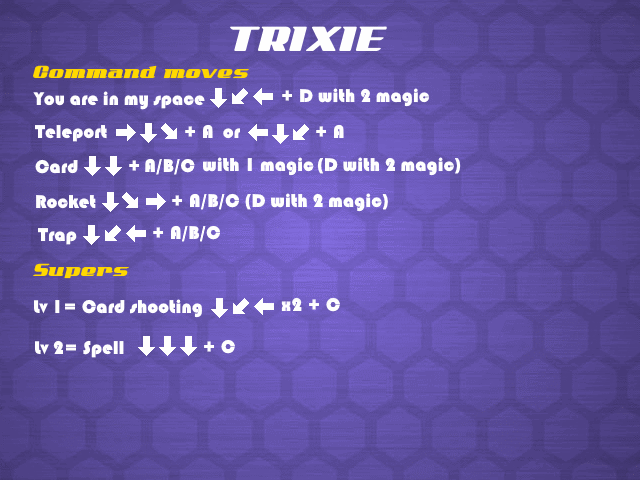 TRIXIE
Command moves
You are in my space ⬇ ↙ ⬅ + D with 2 magic
Teleport ➡ ⬇ ↘ + A or ⬅ ⬇ ↙ + A
Card ⬇ ⬇ + A/B/C with 1 magic (D with 2 magic)
Rocket ⬇ ↘ ➡ + A/B/C (D with 2 magic)
Trap ⬇ ↙ ⬅ + A/B/C
Supers
Lv 1= Card shooting ⬇ ↙ ⬅ x2 + C
Lv 2= Spell ⬇ ⬇ ⬇ + C